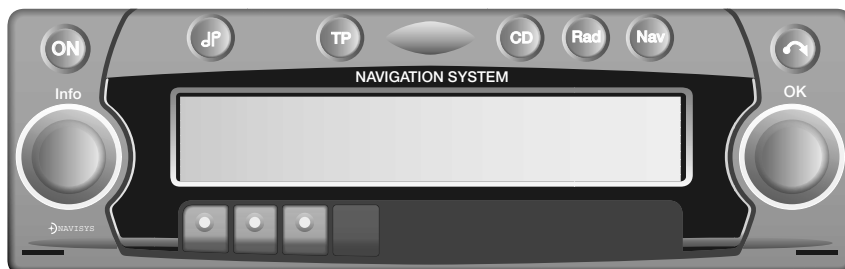 ON
TP
CD
Rad
Nav
NAVIGATION SYSTEM
Info
OK
NAVISYS